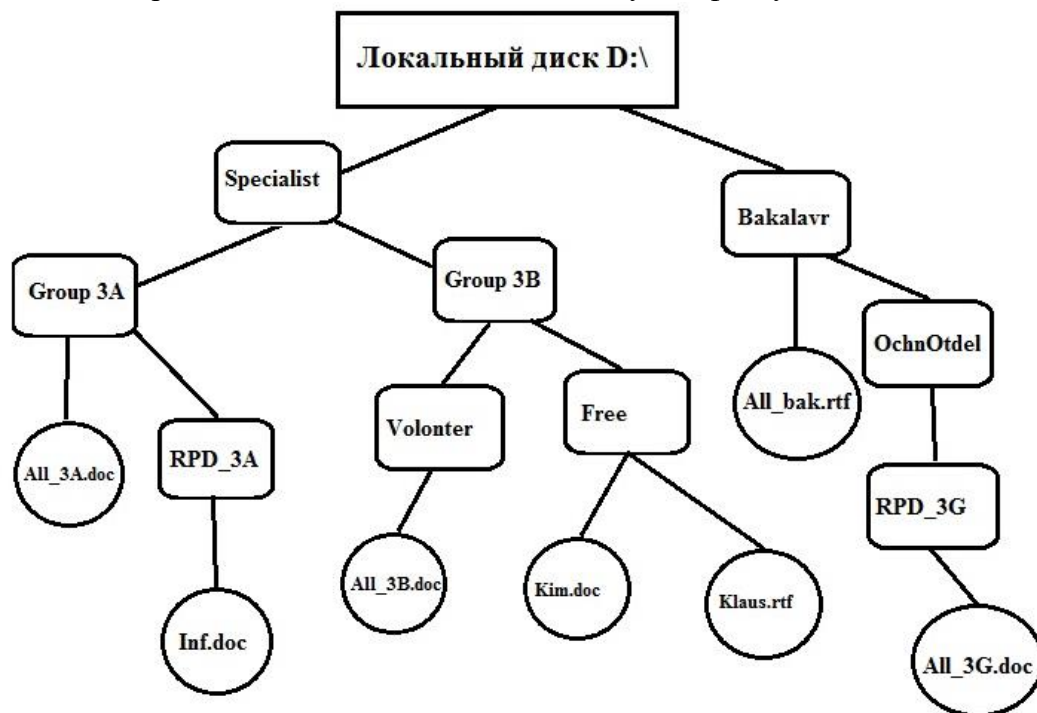 Локальный диск D:\
Specialist
Bakalavr
Group 3A
Group 3B
OchnOtdel
All_bak.rtf
Volonter
Free
RPD_3A
All_3A.doc
RPD_3G
All_3B.doc
Kim.doc
Klaus.rtf
Inf.doc
All_3G.doc